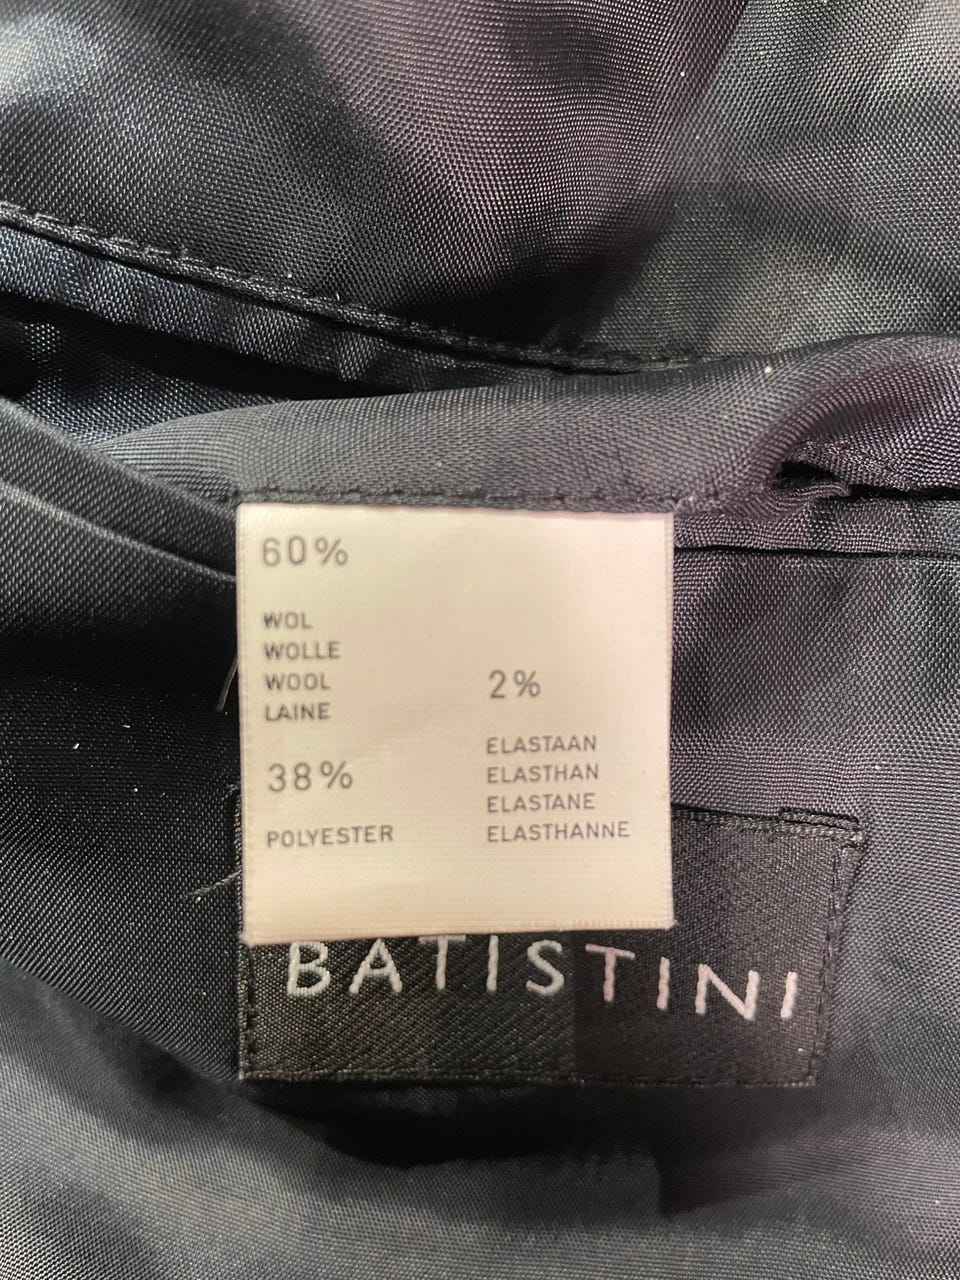 60%
WOL
WOLLE
WOOL
LAINE
38%
POLYESTER
2%
ELASTAAN
ELASTHAN
ELASTANE
ELASTHANNE
BATISTINI